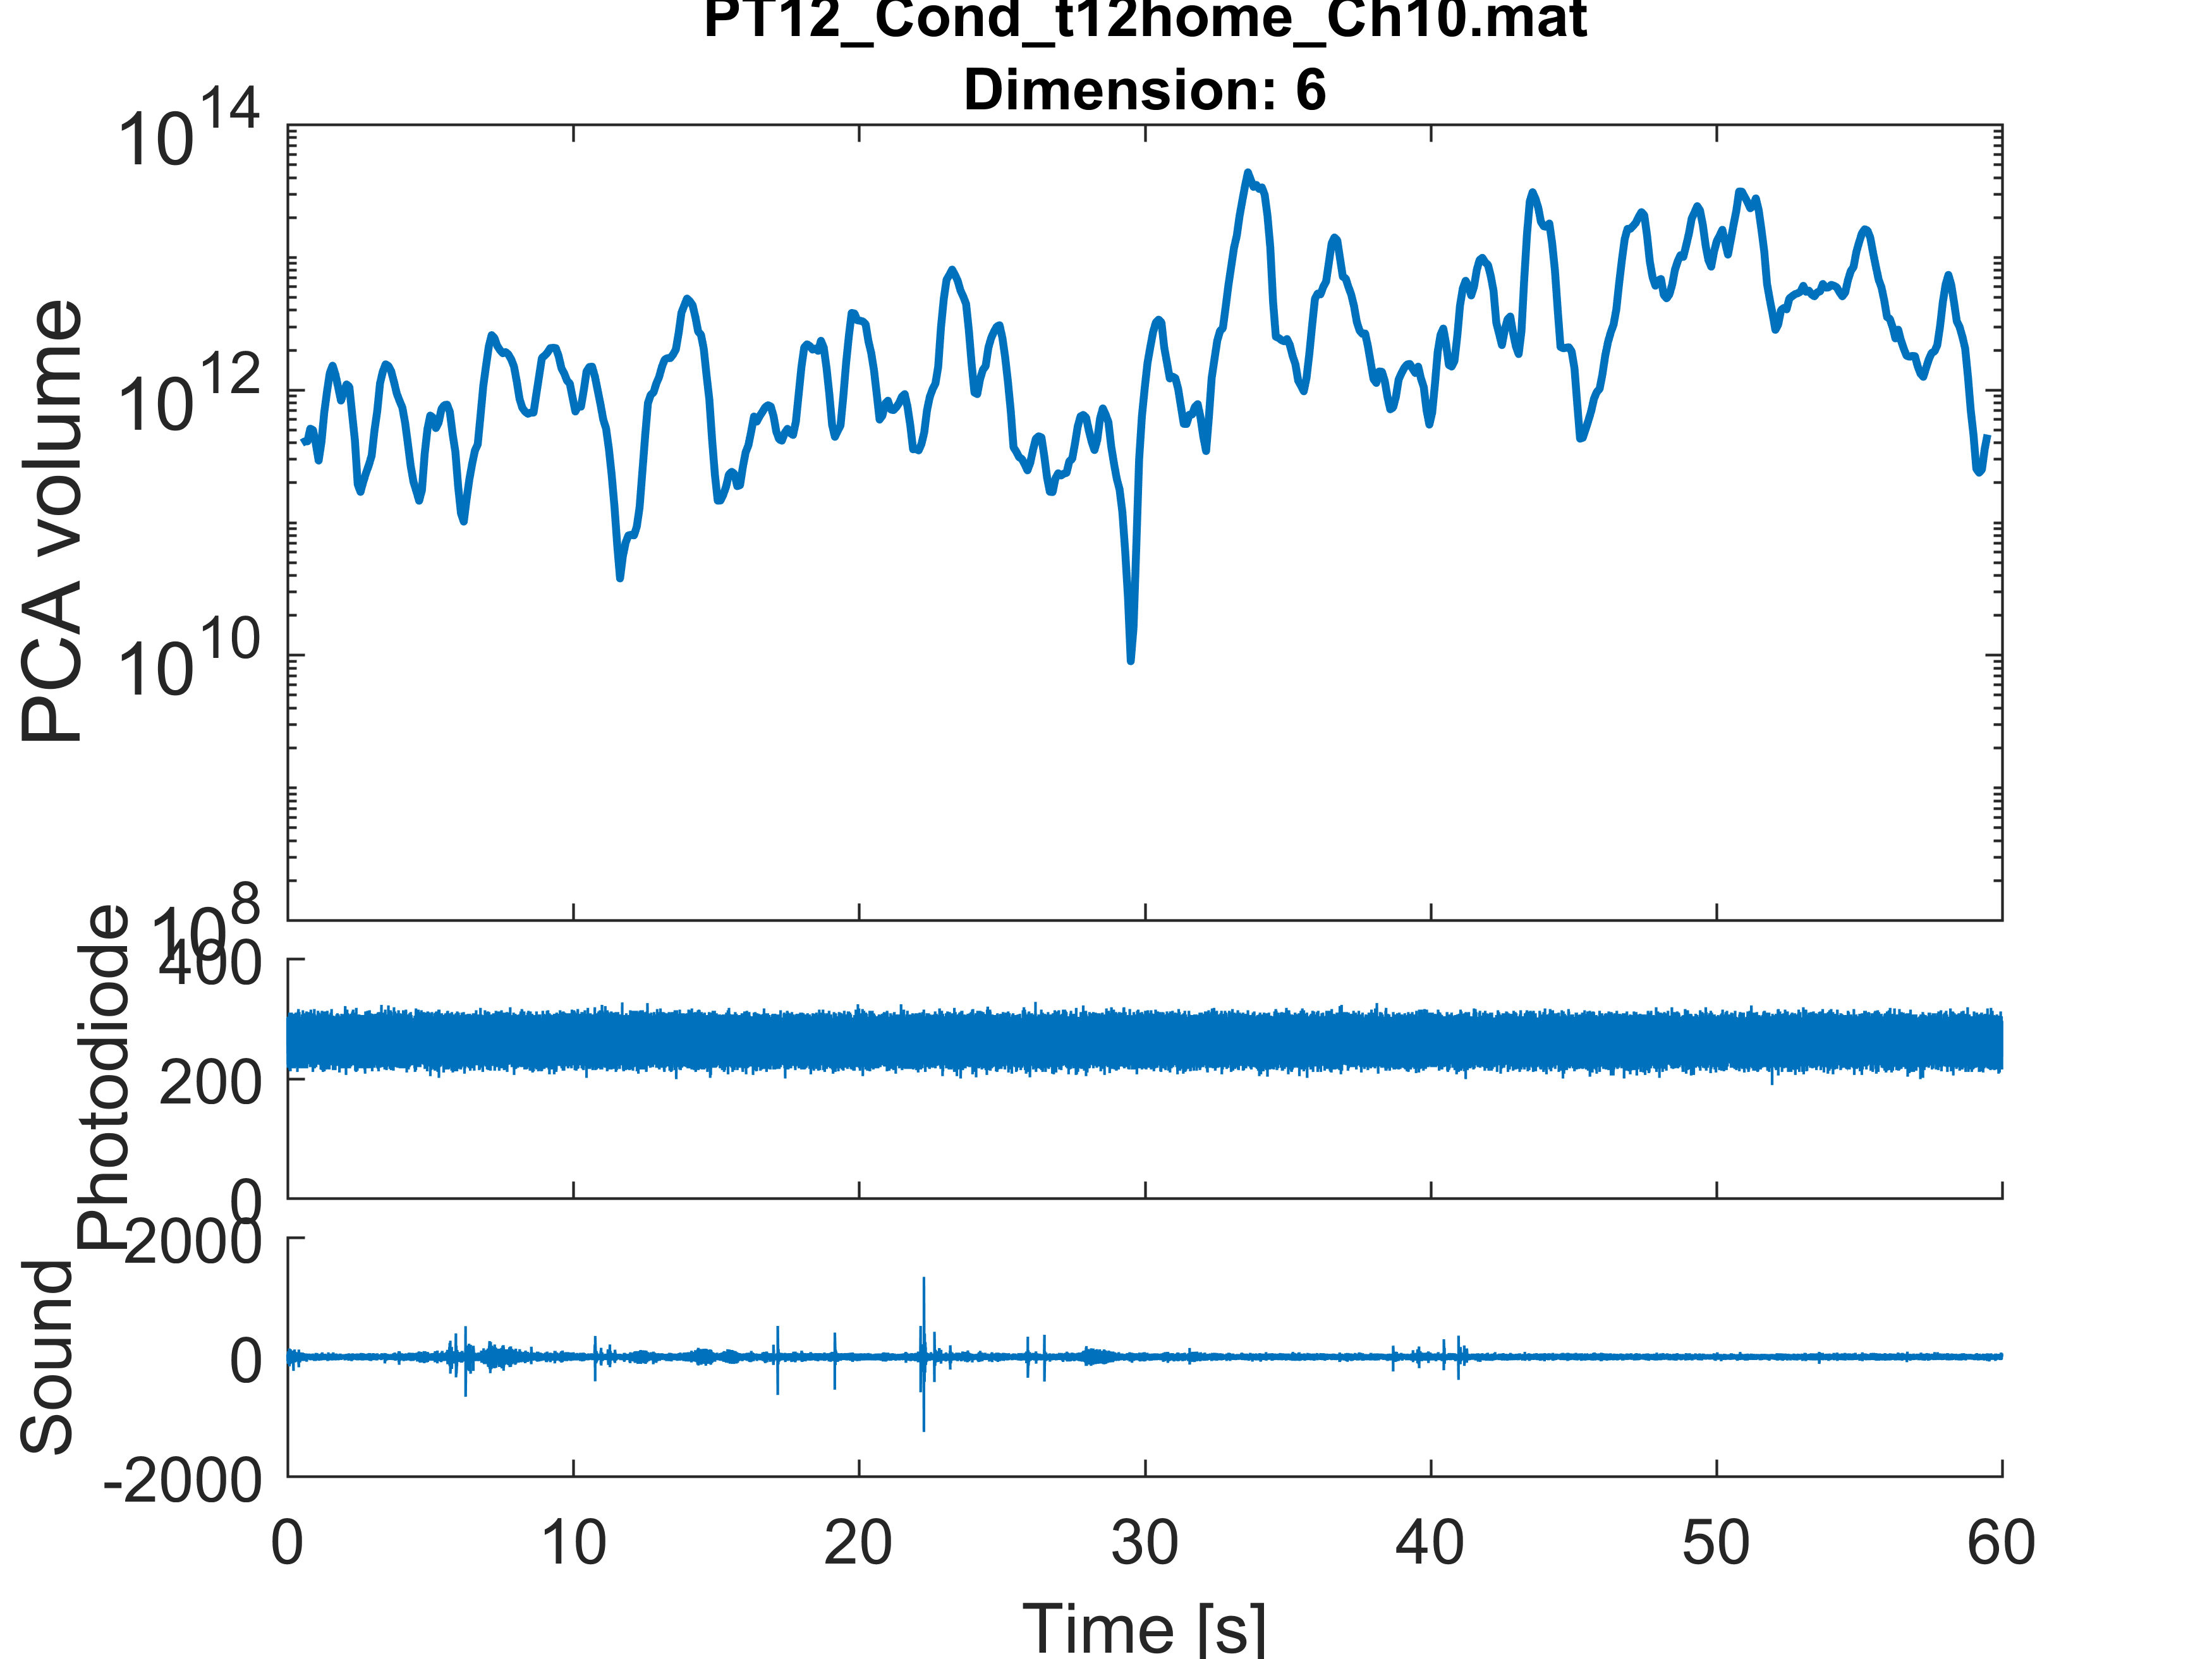 PT12_Cond_t12home_Ch10.mat
Dimension: 6
PCA volume
10^14
10^12
10^10
10^8
Photodiode
400
200
0
Sound
2000
0
-2000
0 10 20 30 40 50 60
Time [s]